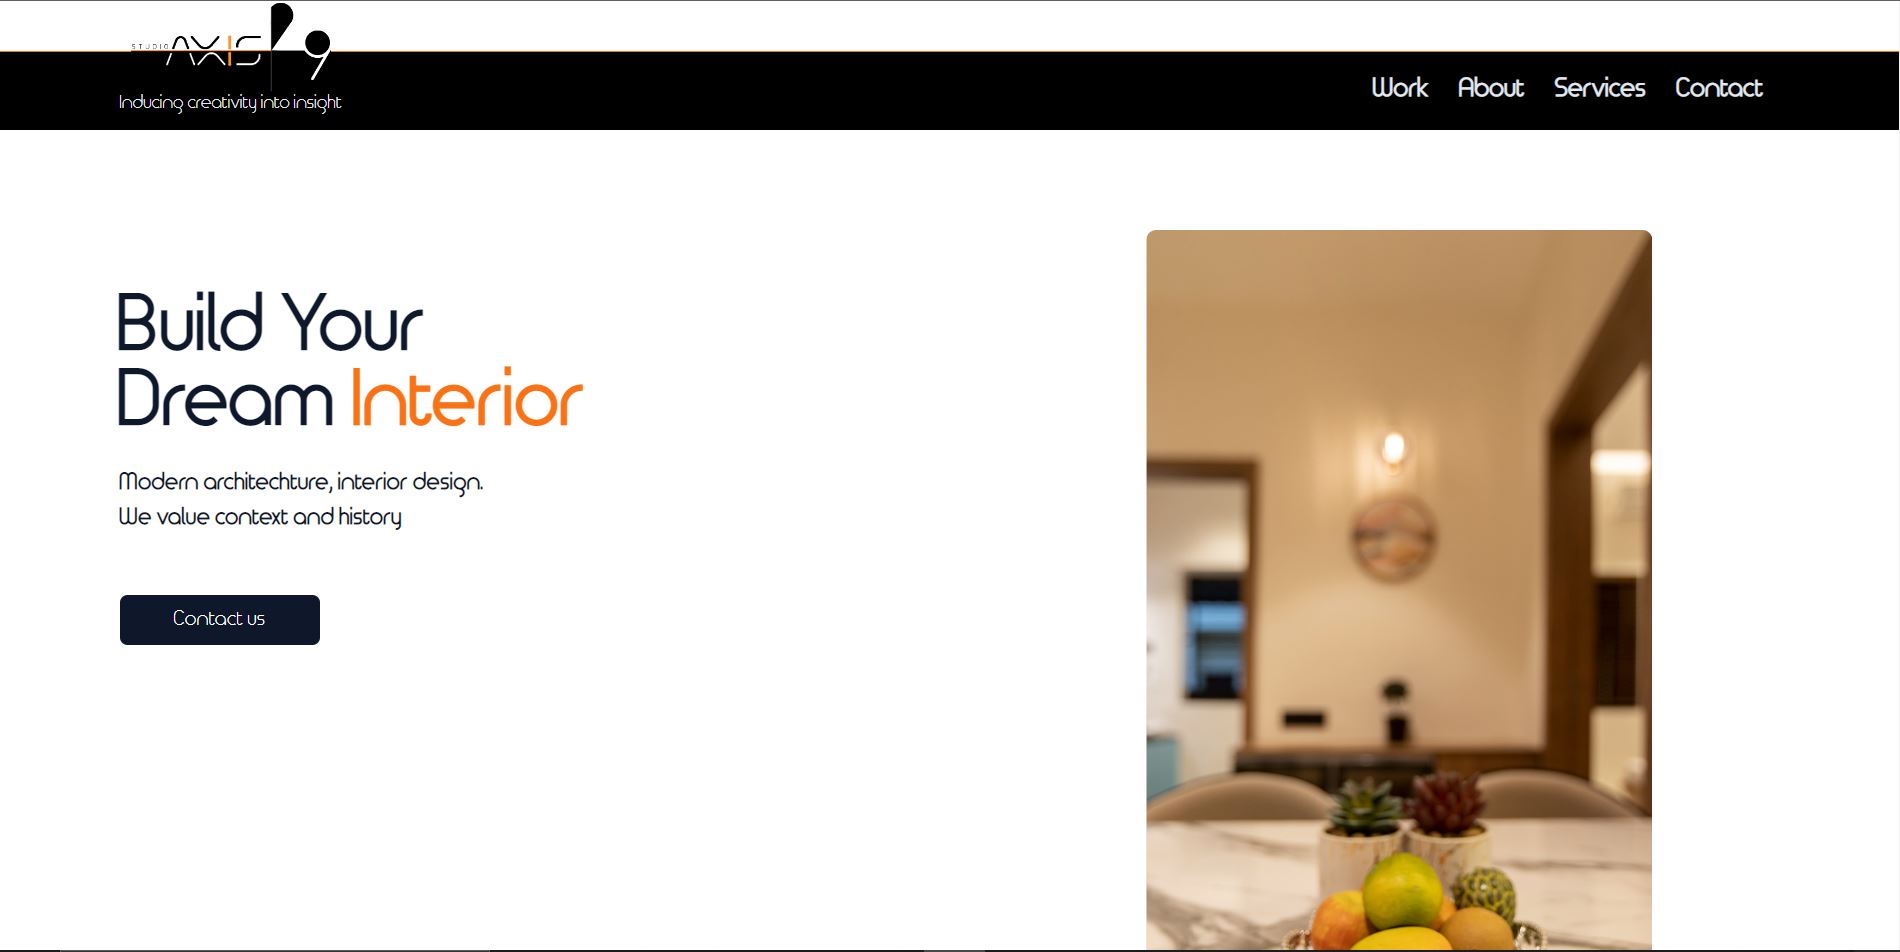 STUDIO AXIS 9
Inducing creativity into insight
Work About Services Contact
Build Your
Dream Interior
Modern architechture, interior design.
We value context and history
Contact us